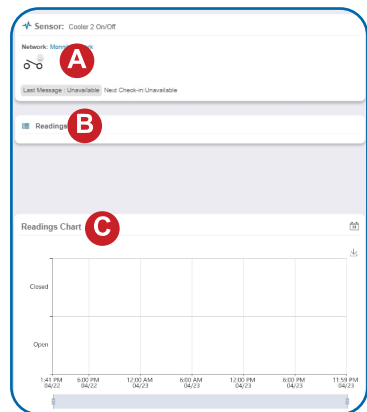 Sensor: Cooler 2 On/Off
Network:
A
Last Message : Unavailable Next Check-in:Unavailable
Readings
B
Readings Chart
C
31
Closed
Open
1:41 PM 6:00 PM 12:00 AM 6:00 AM 12:00 PM 6:00 PM 11:59 PM
04/22 04/22 04/23 04/23 04/23 04/23 04/23